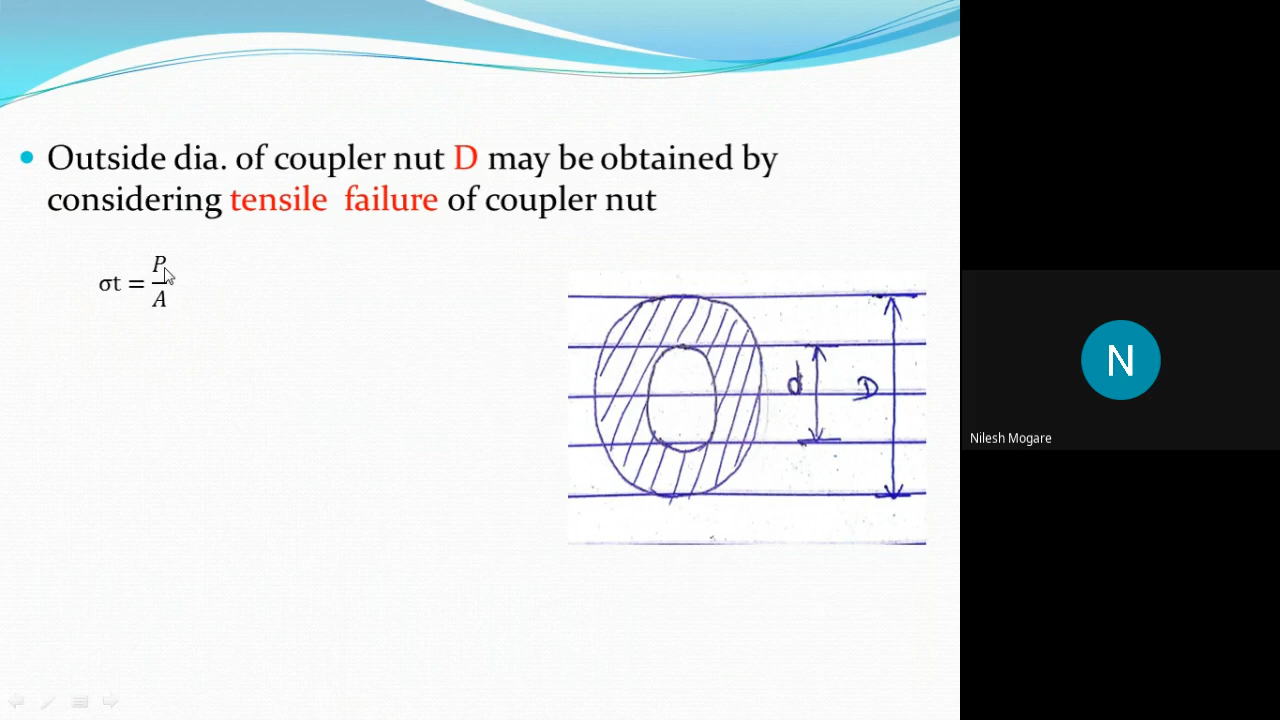 Outside dia. of coupler nut D may be obtained by
considering tensile failure of coupler nut
σt = P/A
d
D
N
Nilesh Mogare